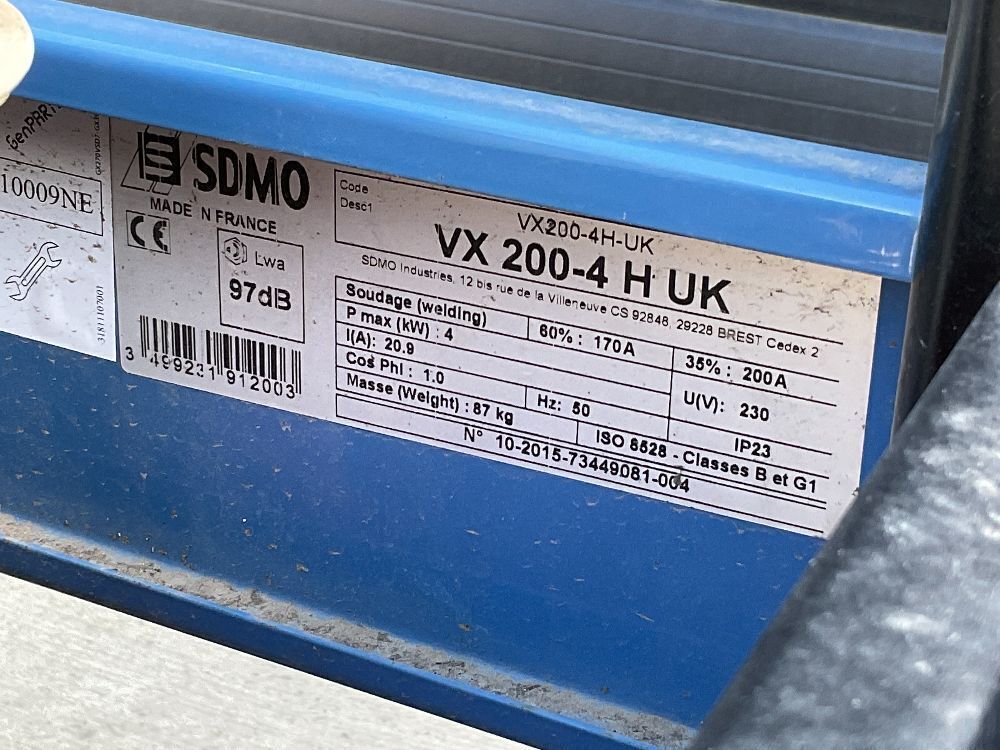 GenPART
10009NE
31811107001
SDMO
MADE IN FRANCE
CE
Lwa
97dB
3 499231 912003
Code
Desc1
VX200-4H-UK
VX 200-4 H UK
SDMO Industries, 12 bis rue de la Villeneuve CS 92848, 29228 BREST Cedex 2
Soudage (welding) 60% : 170A 35% : 200A
P max (kW) : 4
I(A): 20.9 U(V): 230
Cos Phi : 1.0 Hz: 50 IP23
Masse (Weight) : 87 kg ISO 8528 - Classes B et G1
N° 10-2015-73449081-004